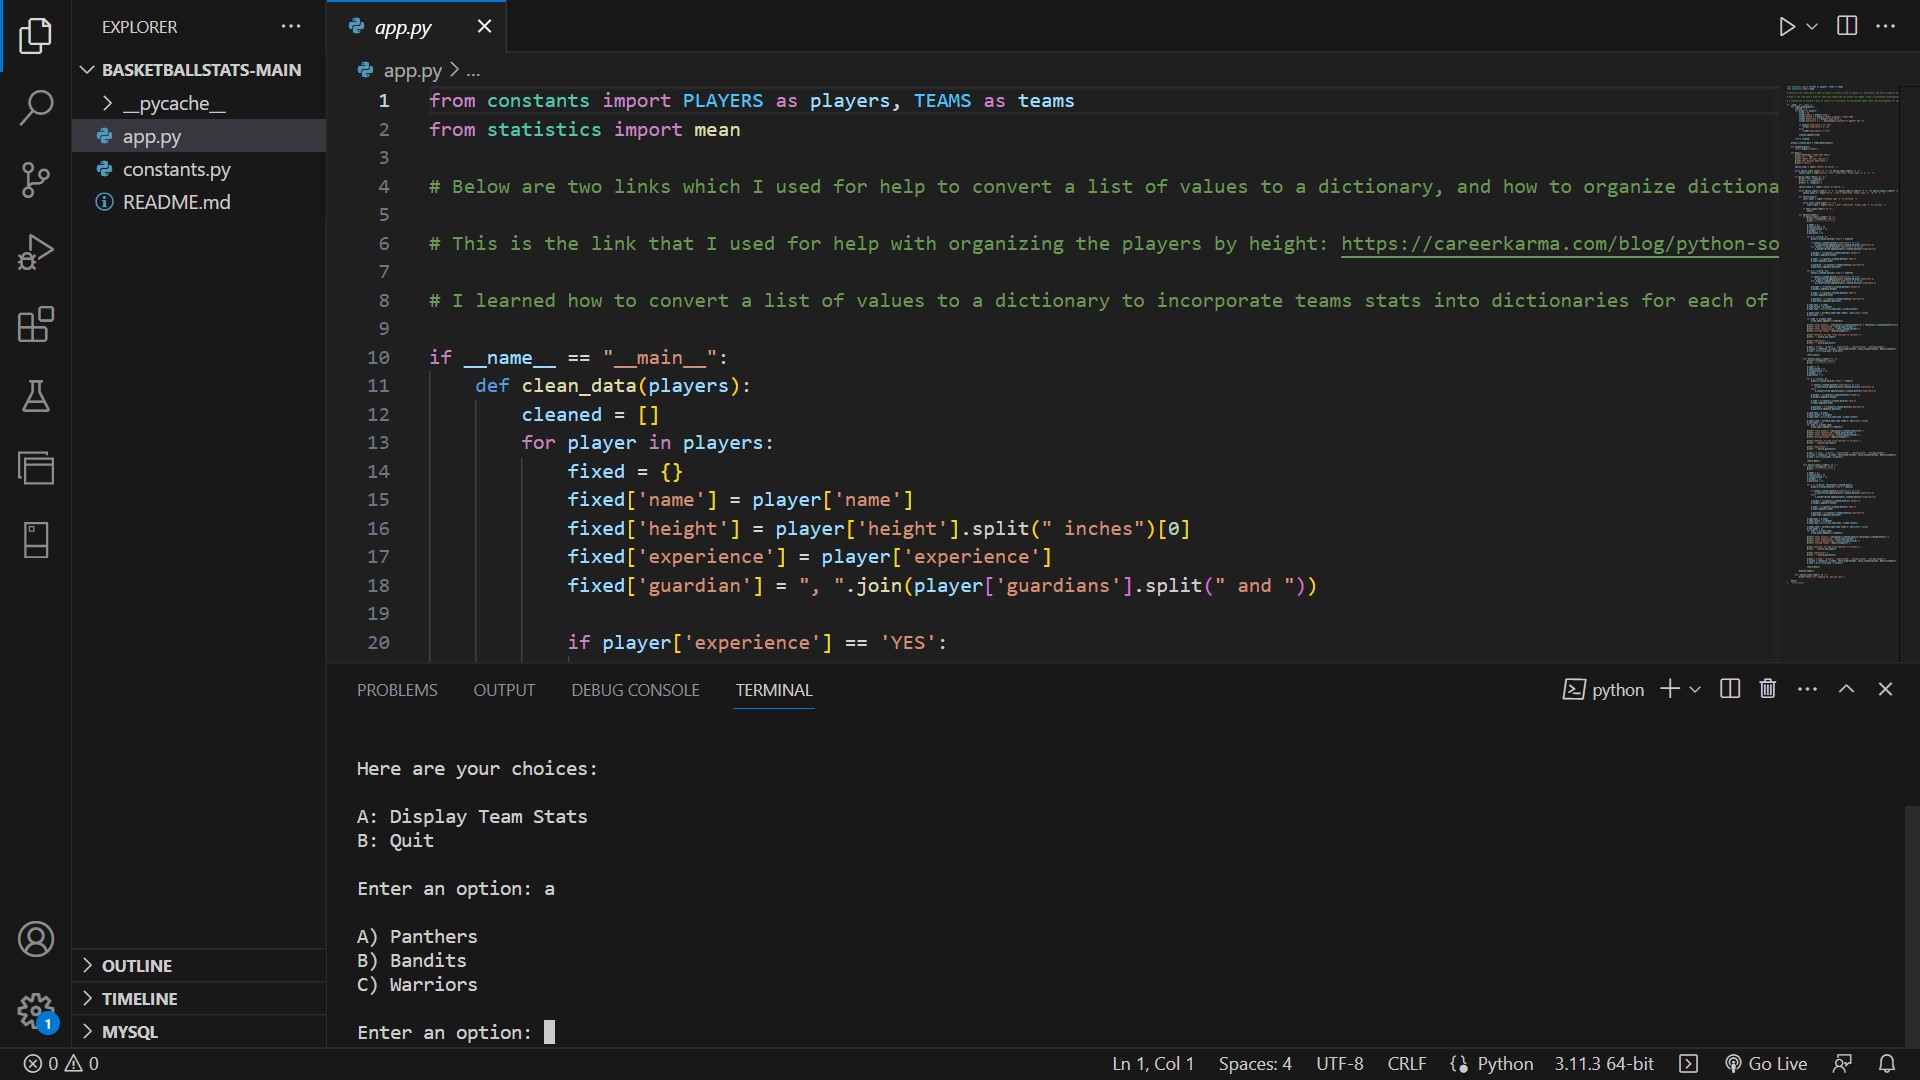 EXPLORER
BASKETBALLSTATS-MAIN
__pycache__
app.py
constants.py
README.md
OUTLINE
TIMELINE
MYSQL
1
app.py
app.py > ...
1 from constants import PLAYERS as players, TEAMS as teams
2 from statistics import mean
3
4 # Below are two links which I used for help to convert a list of values to a dictionary, and how to organize dictiona
5
6 # This is the link that I used for help with organizing the players by height: https://careerkarma.com/blog/python-so
7
8 # I learned how to convert a list of values to a dictionary to incorporate teams stats into dictionaries for each of
9
10 if __name__ == "__main__":
11 def clean_data(players):
12 cleaned = []
13 for player in players:
14 fixed = {}
15 fixed['name'] = player['name']
16 fixed['height'] = player['height'].split(" inches")[0]
17 fixed['experience'] = player['experience']
18 fixed['guardian'] = ", ".join(player['guardians'].split(" and "))
19
20 if player['experience'] == 'YES':
PROBLEMS OUTPUT DEBUG CONSOLE TERMINAL
python
Here are your choices:
A: Display Team Stats
B: Quit
Enter an option: a
A) Panthers
B) Bandits
C) Warriors
Enter an option:
0 0
Ln 1, Col 1 Spaces: 4 UTF-8 CRLF Python 3.11.3 64-bit Go Live